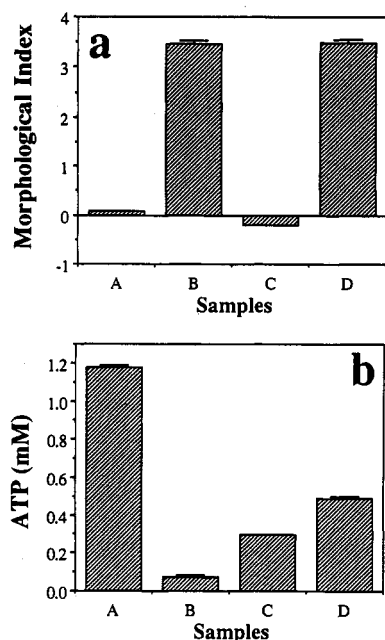 a
Morphological Index
4
3
2
1
0
-1
A B C D
Samples
b
ATP (mM)
1.2
1.0
0.8
0.6
0.4
0.2
0.0
A B C D
Samples